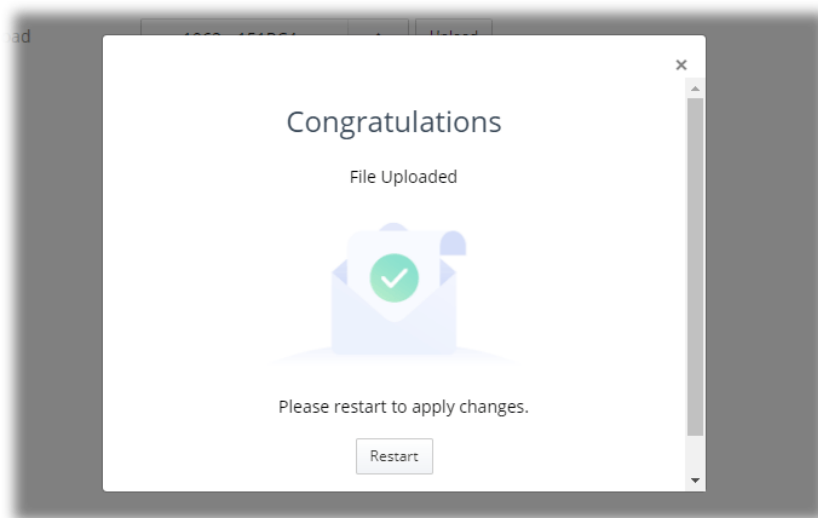 ×
Congratulations
File Uploaded
Please restart to apply changes.
Restart